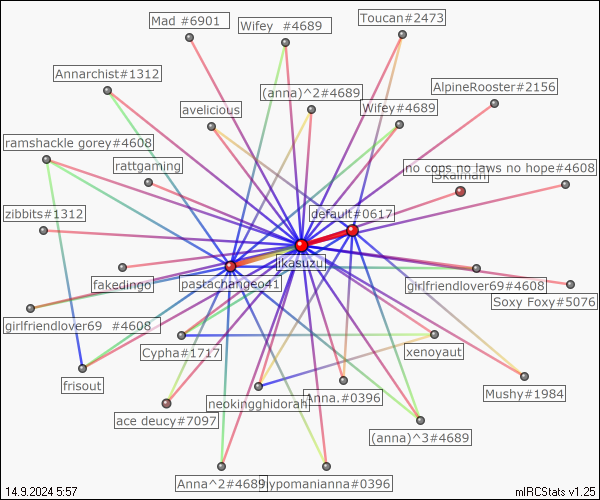 Mad #6901
Wifey #4689
Toucan#2473
Annarchist#1312
(anna)^2#4689
AlpineRooster#2156
avelicious
Wifey#4689
ramshackle gorey#4608
rattgaming
no cops no laws no hope#4608
zibbits#1312
default#0617
jkasuzu
fakedingo
pastachangeo41
girlfriendlover69#4608
Soxy Foxy#5076
girlfriendlover69 #4608
Cypha#1717
xenoyaut
frisout
Mushy#1984
neokingghidorah
Anna.#0396
ace deucy#7097
(anna)^3#4689
Anna^2#4689
hypomanianna#0396
14.9.2024 5:57
mIRCStats v1.25